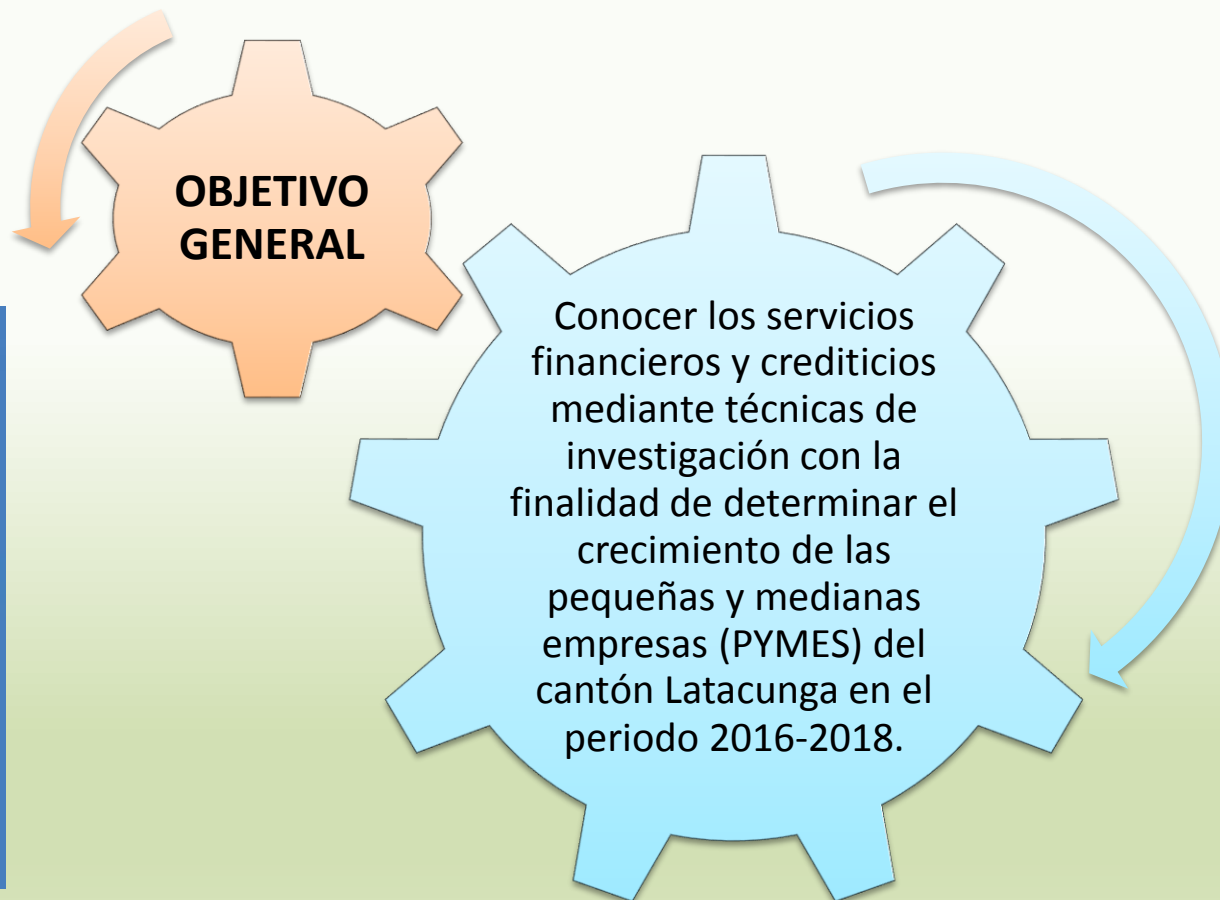 OBJETIVO
GENERAL
Conocer los servicios
financieros y crediticios
mediante técnicas de
investigación con la
finalidad de determinar el
crecimiento de las
pequeñas y medianas
empresas (PYMES) del
cantón Latacunga en el
periodo 2016-2018.